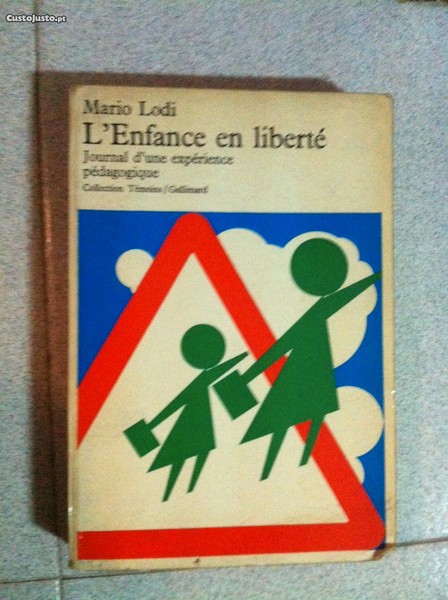 CustoJusto.pt
Mario Lodi
L'Enfance en liberté
Journal d'une expérience
pédagogique
Collection Témoins/Gallimard